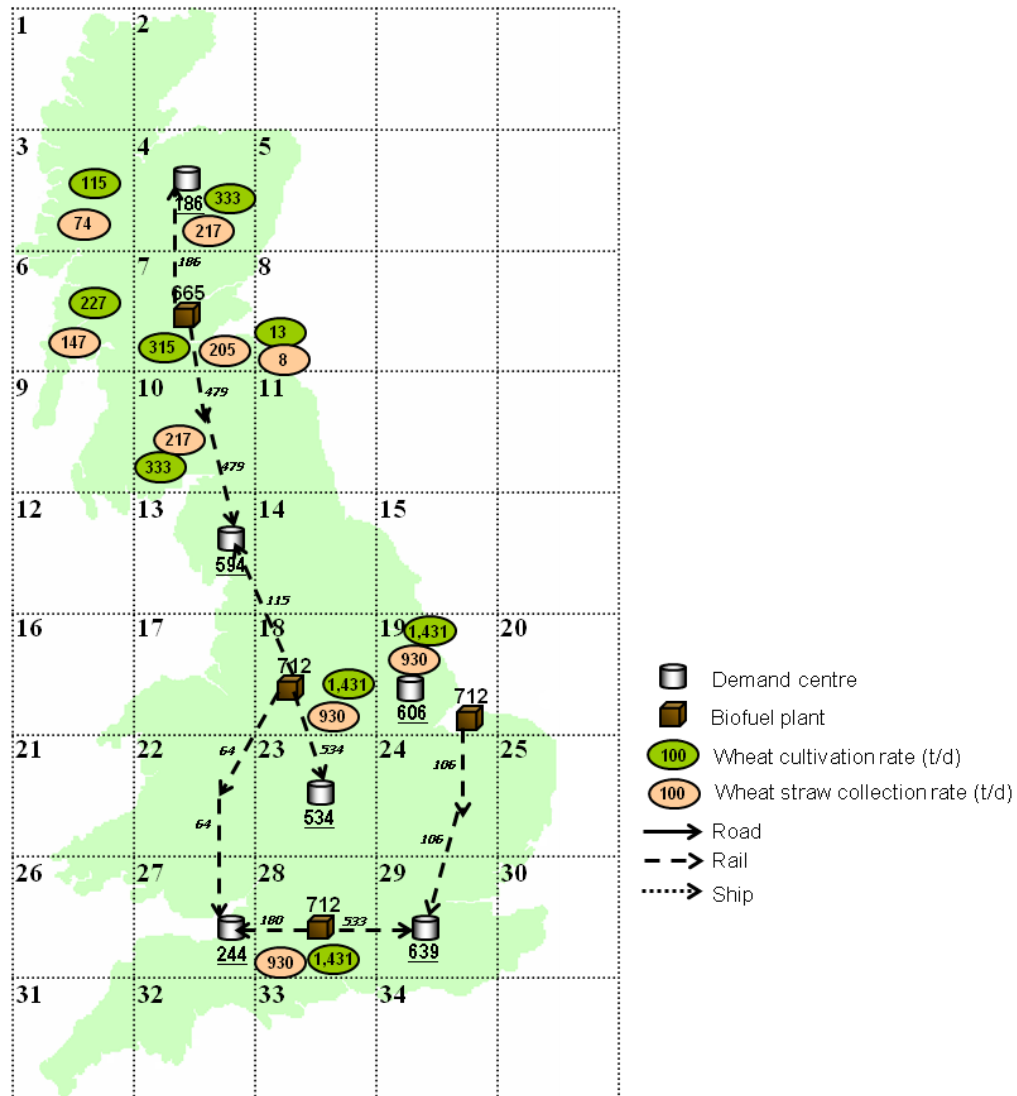 1 2
3 4 5
115
333
186
74
217
6 7 8
186
227
665
13
147
315 205
8
9 10 11
479
217
479
333
12 13 14 15
594
115
16 17 18 19 20
1,431
712
930
1,431
712
930
606
21 22 23 24 25
64
534
106
534
64
106
26 27 28 29 30
712
180 533
244
639
930 1,431
31 32 33 34
Demand centre
Biofuel plant
100 Wheat cultivation rate (t/d)
100 Wheat straw collection rate (t/d)
Road
Rail
Ship